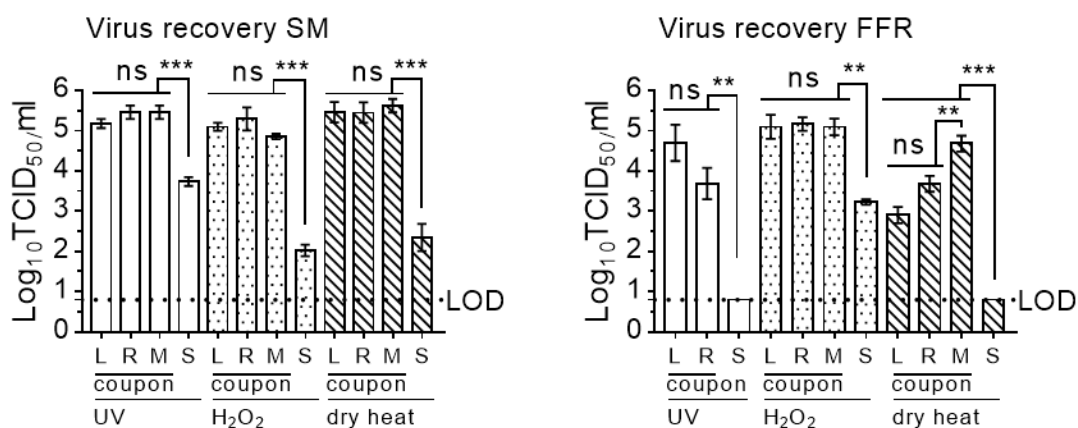 Virus recovery SM
ns *** ns *** ns ***
Log₁₀TCID₅₀/ml
6
5
4
3
2
1
0
LOD
L R M S L R M S L R M S
coupon coupon coupon
UV H₂O₂ dry heat
Virus recovery FFR
ns ** ns ** ***
**
ns
Log₁₀TCID₅₀/ml
6
5
4
3
2
1
0
LOD
L R S L R M S L R M S
coupon coupon coupon
UV H₂O₂ dry heat